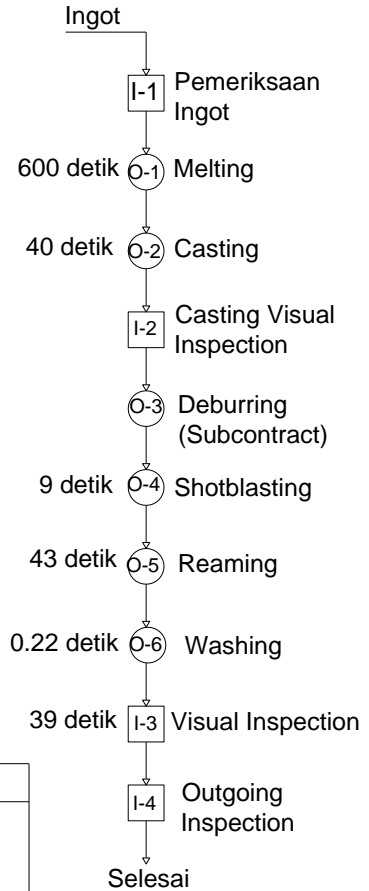 Ingot
I-1 Pemeriksaan
Ingot
600 detik O-1 Melting
40 detik O-2 Casting
I-2 Casting Visual
Inspection
O-3 Deburring
(Subcontract)
9 detik O-4 Shotblasting
43 detik O-5 Reaming
0.22 detik O-6 Washing
39 detik I-3 Visual Inspection
I-4 Outgoing
Inspection
Selesai